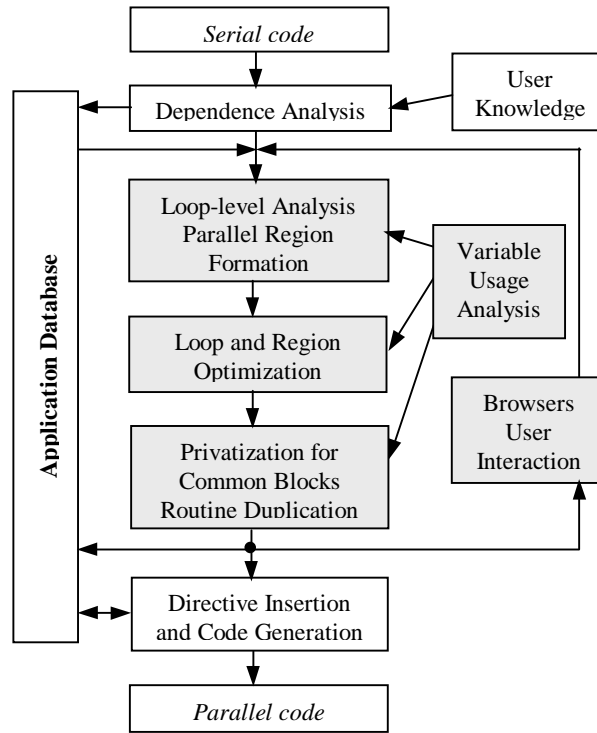 Serial code
Dependence Analysis
User
Knowledge
Application Database
Loop-level Analysis
Parallel Region
Formation
Variable
Usage
Analysis
Loop and Region
Optimization
Browsers
User
Interaction
Privatization for
Common Blocks
Routine Duplication
Directive Insertion
and Code Generation
Parallel code